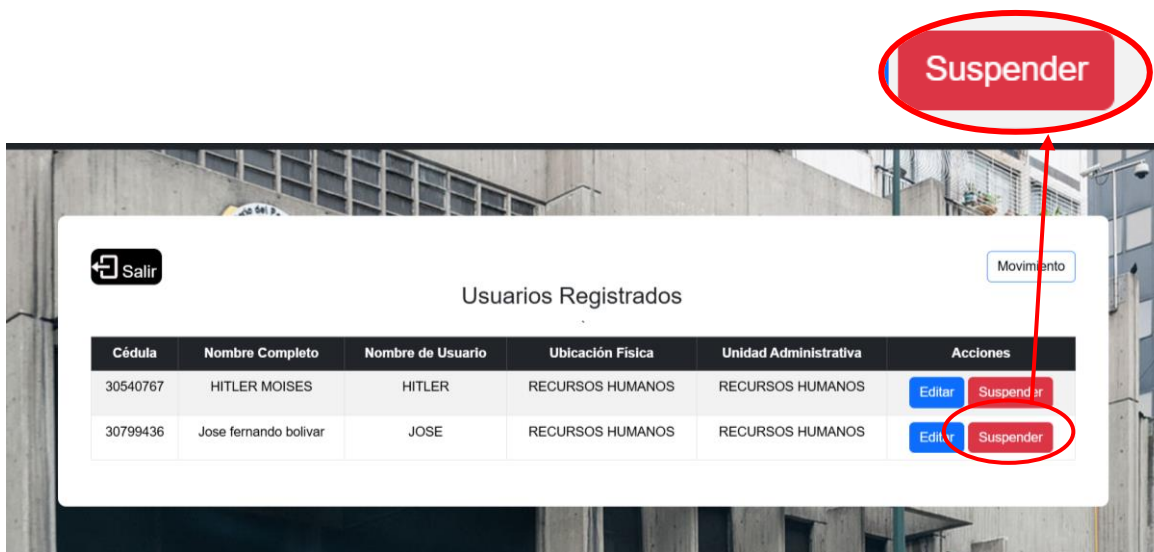 Suspender
Salir
Movimiento
Usuarios Registrados
Cédula Nombre Completo Nombre de Usuario Ubicación Física Unidad Administrativa Acciones
30540767 HITLER MOISES HITLER RECURSOS HUMANOS RECURSOS HUMANOS Editar Suspender
30799436 Jose fernando bolivar JOSE RECURSOS HUMANOS RECURSOS HUMANOS Editar Suspender